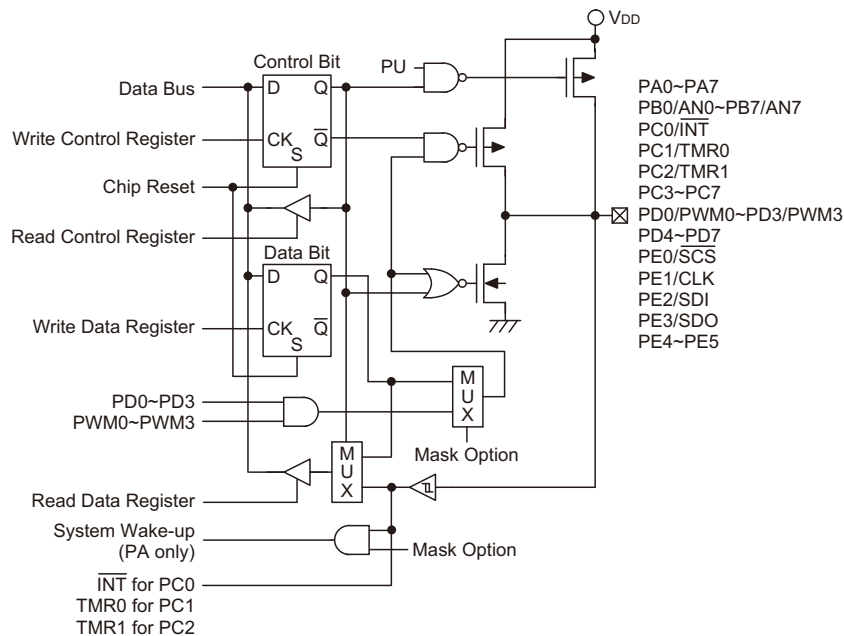 VDD
Control Bit
PU
Data Bus
D
Q
Write Control Register
CK
Q̅
S
Chip Reset
Read Control Register
Data Bit
D
Q
Write Data Register
CK
Q̅
S
PA0~PA7
PB0/AN0~PB7/AN7
PC0/I̅N̅T̅
PC1/TMR0
PC2/TMR1
PC3~PC7
PD0/PWM0~PD3/PWM3
PD4~PD7
PE0/S̅C̅S̅
PE1/CLK
PE2/SDI
PE3/SDO
PE4~PE5
PD0~PD3
PWM0~PWM3
M
U
X
Mask Option
M
U
X
Read Data Register
System Wake-up
(PA only)
Mask Option
I̅N̅T̅ for PC0
TMR0 for PC1
TMR1 for PC2